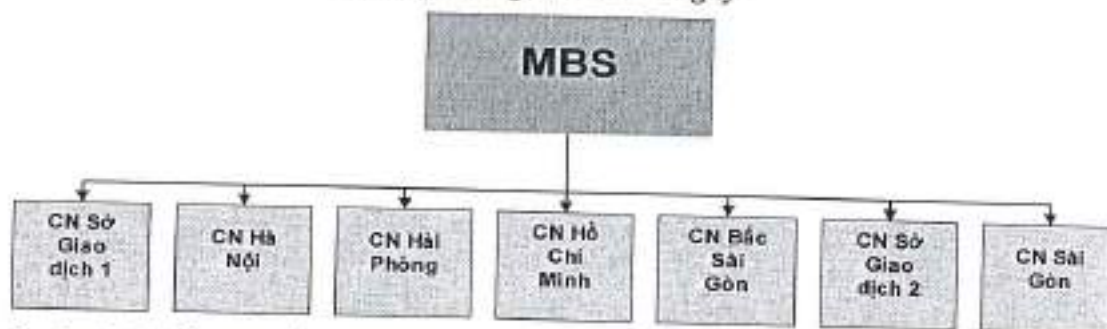 MBS
CN Sở
Giao
dịch 1
CN Hà
Nội
CN Hải
Phòng
CN Hồ
Chí
Minh
CN Bắc
Sài
Gòn
CN Sở
Giao
dịch 2
CN Sài
Gòn